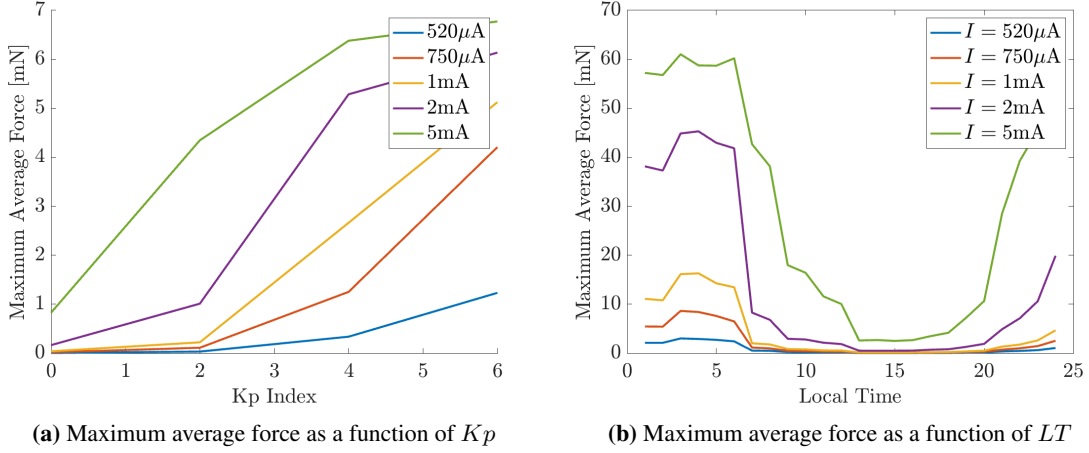 7
6
5
4
3
2
1
0
Maximum Average Force [mN]
520μA
750μA
1mA
2mA
5mA
0 1 2 3 4 5 6
Kp Index
(a) Maximum average force as a function of Kp
70
60
50
40
30
20
10
0
Maximum Average Force [mN]
I = 520μA
I = 750μA
I = 1mA
I = 2mA
I = 5mA
0 5 10 15 20 25
Local Time
(b) Maximum average force as a function of LT